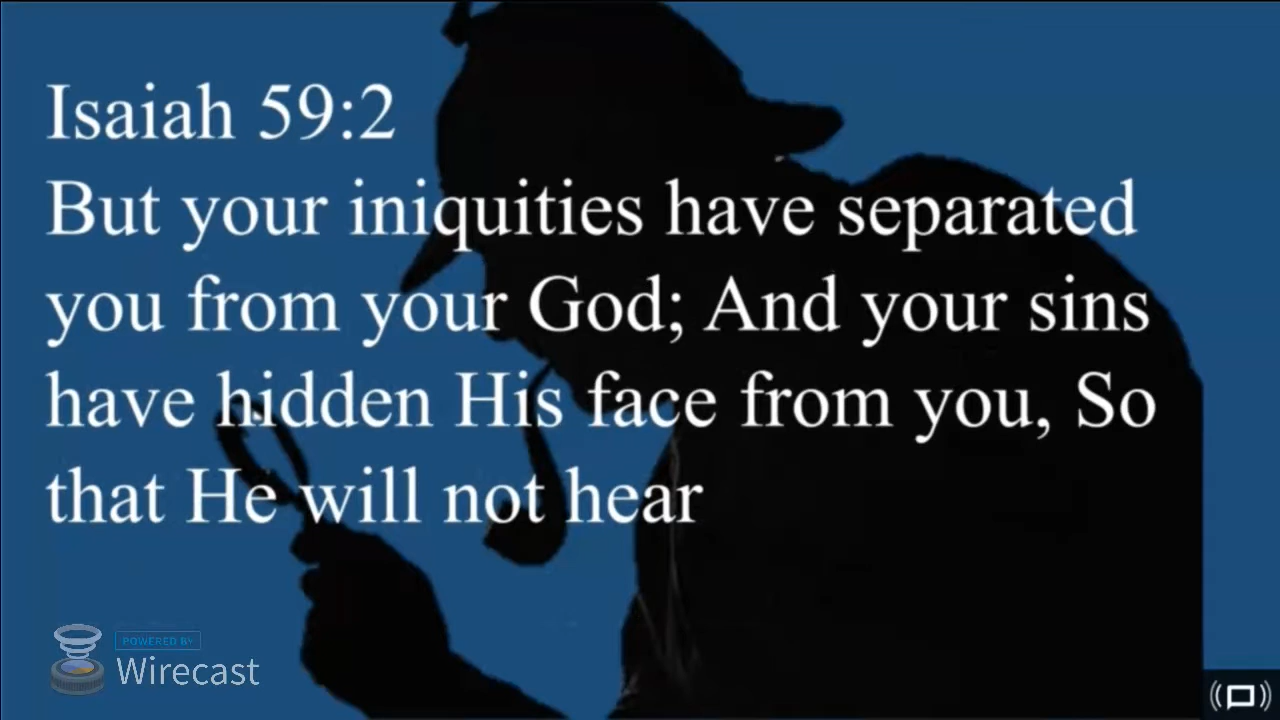 Isaiah 59:2
But your iniquities have separated
you from your God; And your sins
have hidden His face from you, So
that He will not hear
POWERED BY
Wirecast